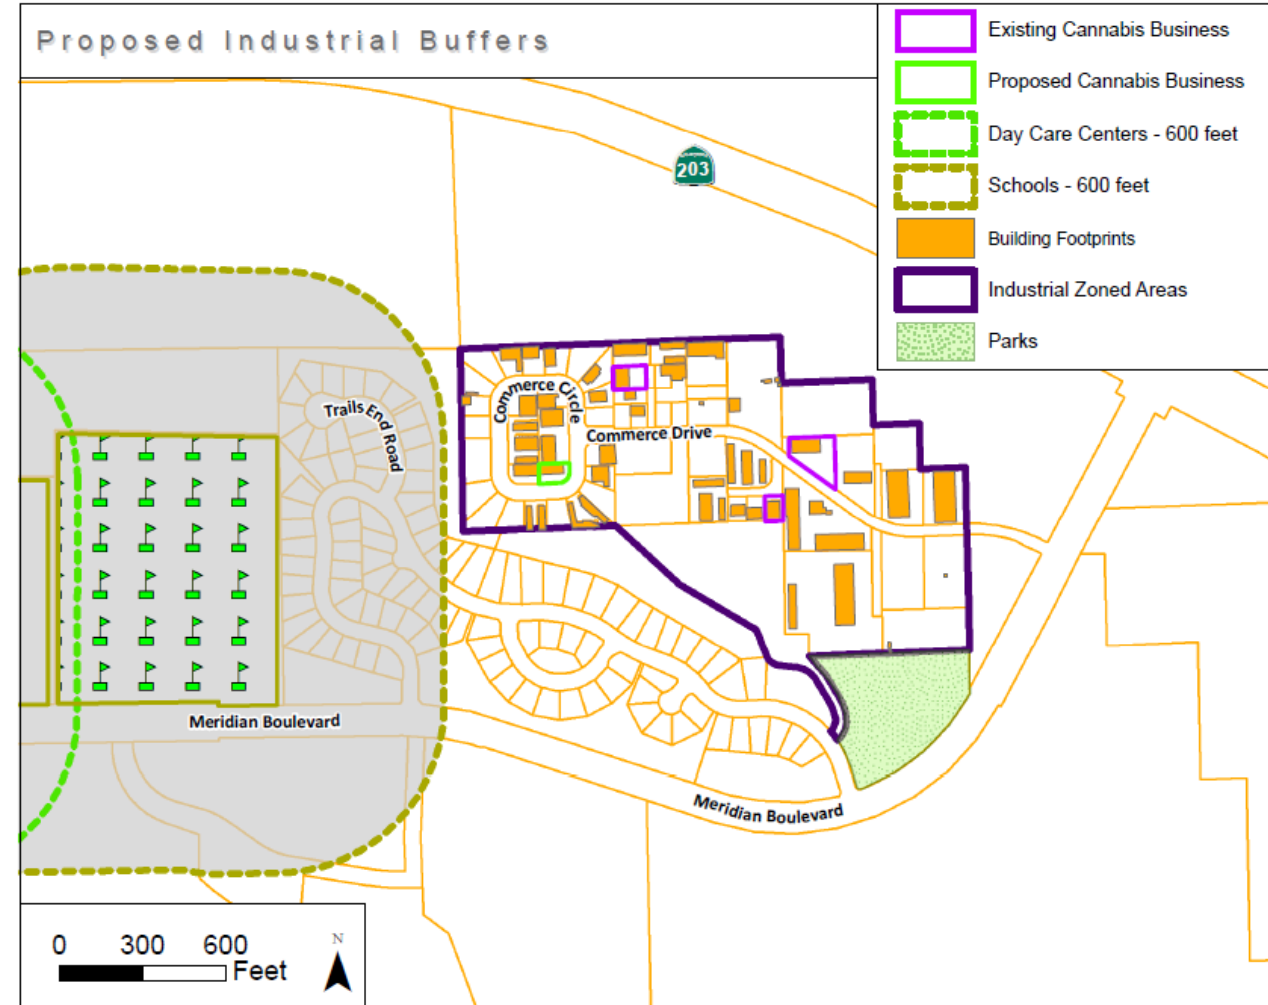 Proposed Industrial Buffers
Existing Cannabis Business
Proposed Cannabis Business
Day Care Centers - 600 feet
Schools - 600 feet
Building Footprints
Industrial Zoned Areas
Parks
203
Commerce Circle
Trails End Road
Commerce Drive
Meridian Boulevard
Meridian Boulevard
0 300 600
Feet
N